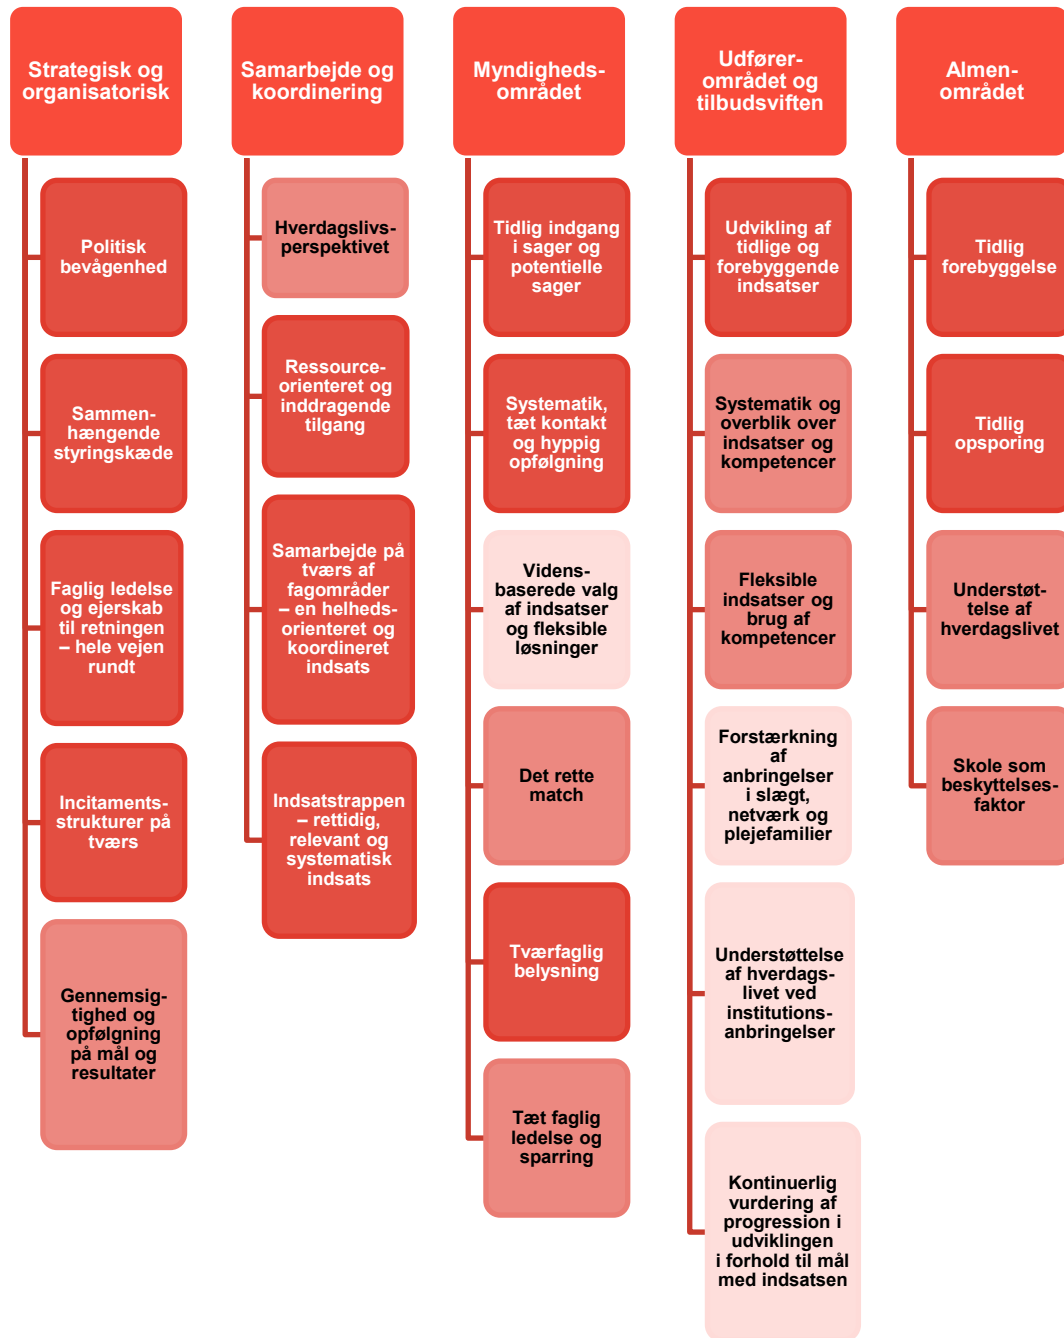 Strategisk og
organisatorisk
Politisk
bevågenhed
Sammen-
hængende
styringskæde
Faglig ledelse
og ejerskab
til retningen
– hele vejen
rundt
Incitaments-
strukturer på
tværs
Gennemsig-
tighed og
opfølgning
på mål og
resultater
Samarbejde og
koordinering
Hverdagslivs-
perspektivet
Ressource-
orienteret og
inddragende
tilgang
Samarbejde på
tværs af
fagområder
– en helheds-
orienteret og
koordineret
indsats
Indsatstrappen
– rettidig,
relevant og
systematisk
indsats
Myndigheds-
området
Tidlig indgang
i sager og
potentielle
sager
Systematik,
tæt kontakt
og hyppig
opfølgning
Videns-
baserede valg
af indsatser
og fleksible
løsninger
Det rette
match
Tværfaglig
belysning
Tæt faglig
ledelse og
sparring
Udfører-
området og
tilbudsviften
Udvikling af
tidlige og
forebyggende
indsatser
Systematik og
overblik over
indsatser og
kompetencer
Fleksible
indsatser og
brug af
kompetencer
Forstærkning
af
anbringelser
i slægt,
netværk og
plejefamilier
Understøttelse
af hverdags-
livet ved
institutions-
anbringelser
Kontinuerlig
vurdering af
progression i
udviklingen
i forhold til mål
med indsatsen
Almen-
området
Tidlig
forebyggelse
Tidlig
opsporing
Understøt-
telse af
hverdagslivet
Skole som
beskyttelses-
faktor